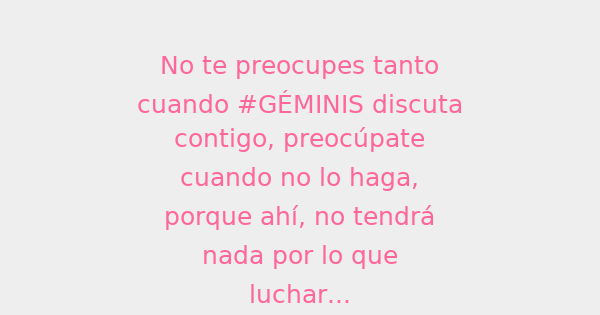 No te preocupes tanto
cuando #GÉMINIS discuta
contigo, preocúpate
cuando no lo haga,
porque ahí, no tendrá
nada por lo que
luchar...